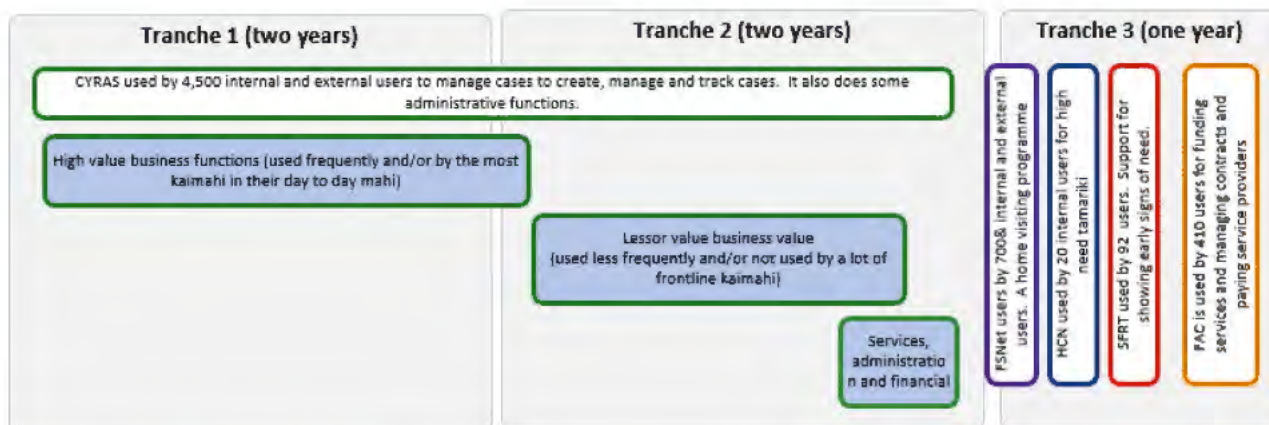 Tranche 1 (two years)
Tranche 2 (two years)
Tranche 3 (one year)
CYRAS used by 4,500 internal and external users to manage cases to create, manage and track cases.  It also does some
administrative functions.
High value business functions (used frequently and/or by the most
kaimahi in their day to day mahi)
Lessor value business value
(used less frequently and/or not used by a lot of
frontline kaimahi)
Services,
administratio
n and financial
FSNet users by 700& internal and external
users.  A home visiting programme
HCN used by 20 internal users for high
need tamariki
SFRT used by 92  users.  Support for
showing early signs of need.
FAC is used by 410 users for funding
services and managing contracts and
paying service providers